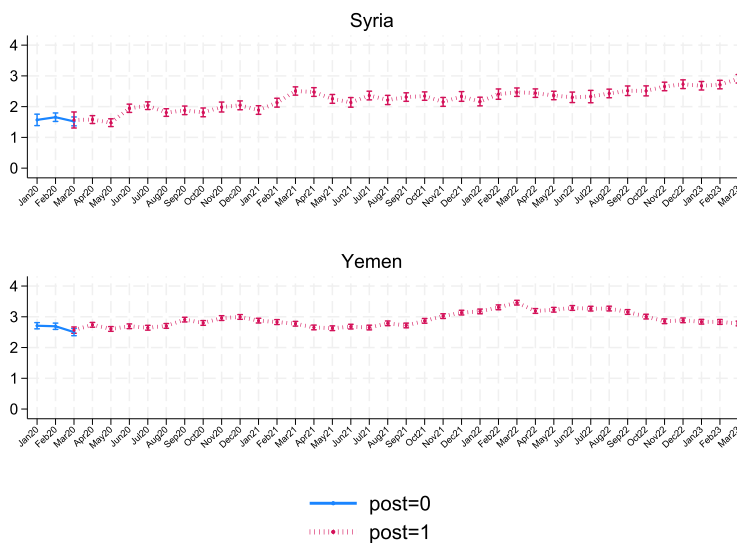 Syria
4
3
2
1
0
Jan20 Feb20 Mar20 Apr20 May20 Jun20 Jul20 Aug20 Sep20 Oct20 Nov20 Dec20 Jan21 Feb21 Mar21 Apr21 May21 Jun21 Jul21 Aug21 Sep21 Oct21 Nov21 Dec21 Jan22 Feb22 Mar22 Apr22 May22 Jun22 Jul22 Aug22 Sep22 Oct22 Nov22 Dec22 Jan23 Feb23 Mar23
Yemen
4
3
2
1
0
Jan20 Feb20 Mar20 Apr20 May20 Jun20 Jul20 Aug20 Sep20 Oct20 Nov20 Dec20 Jan21 Feb21 Mar21 Apr21 May21 Jun21 Jul21 Aug21 Sep21 Oct21 Nov21 Dec21 Jan22 Feb22 Mar22 Apr22 May22 Jun22 Jul22 Aug22 Sep22 Oct22 Nov22 Dec22 Jan23 Feb23 Mar23
post=0
post=1